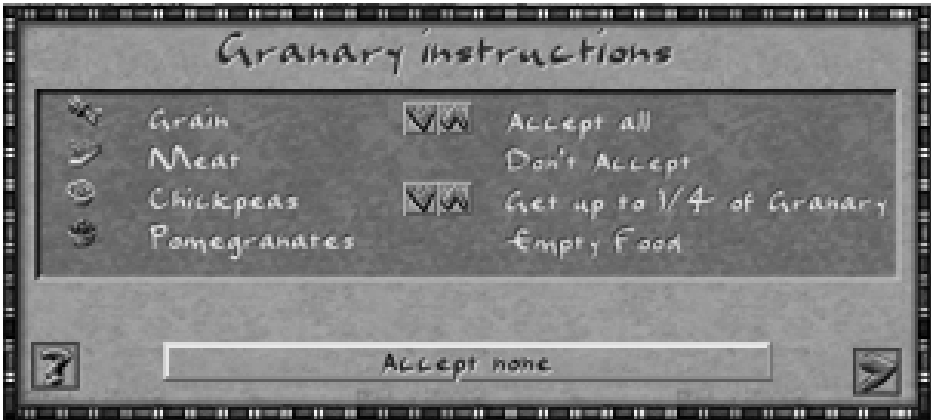 Granary instructions
Grain Accept all
Meat Don't Accept
Chickpeas Get up to 1/4 of Granary
Pomegranates Empty Food
Accept none
?